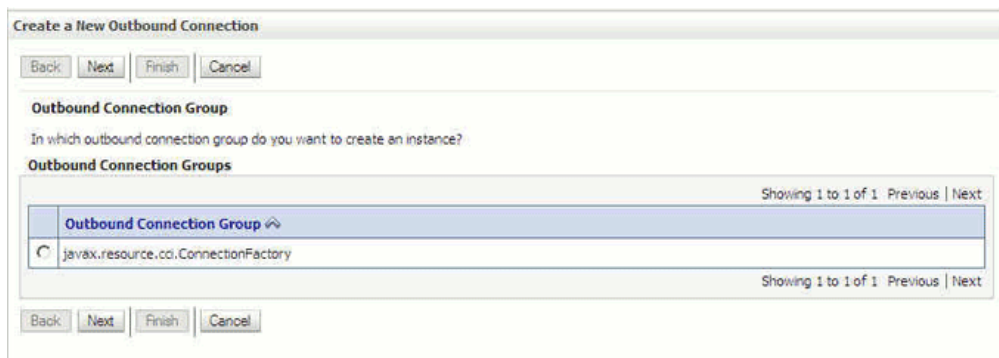 Create a New Outbound Connection
Back Next Finish Cancel
Outbound Connection Group
In which outbound connection group do you want to create an instance?
Outbound Connection Groups
Showing 1 to 1 of 1 Previous | Next
Outbound Connection Group
javax.resource.cci.ConnectionFactory
Showing 1 to 1 of 1 Previous | Next
Back Next Finish Cancel